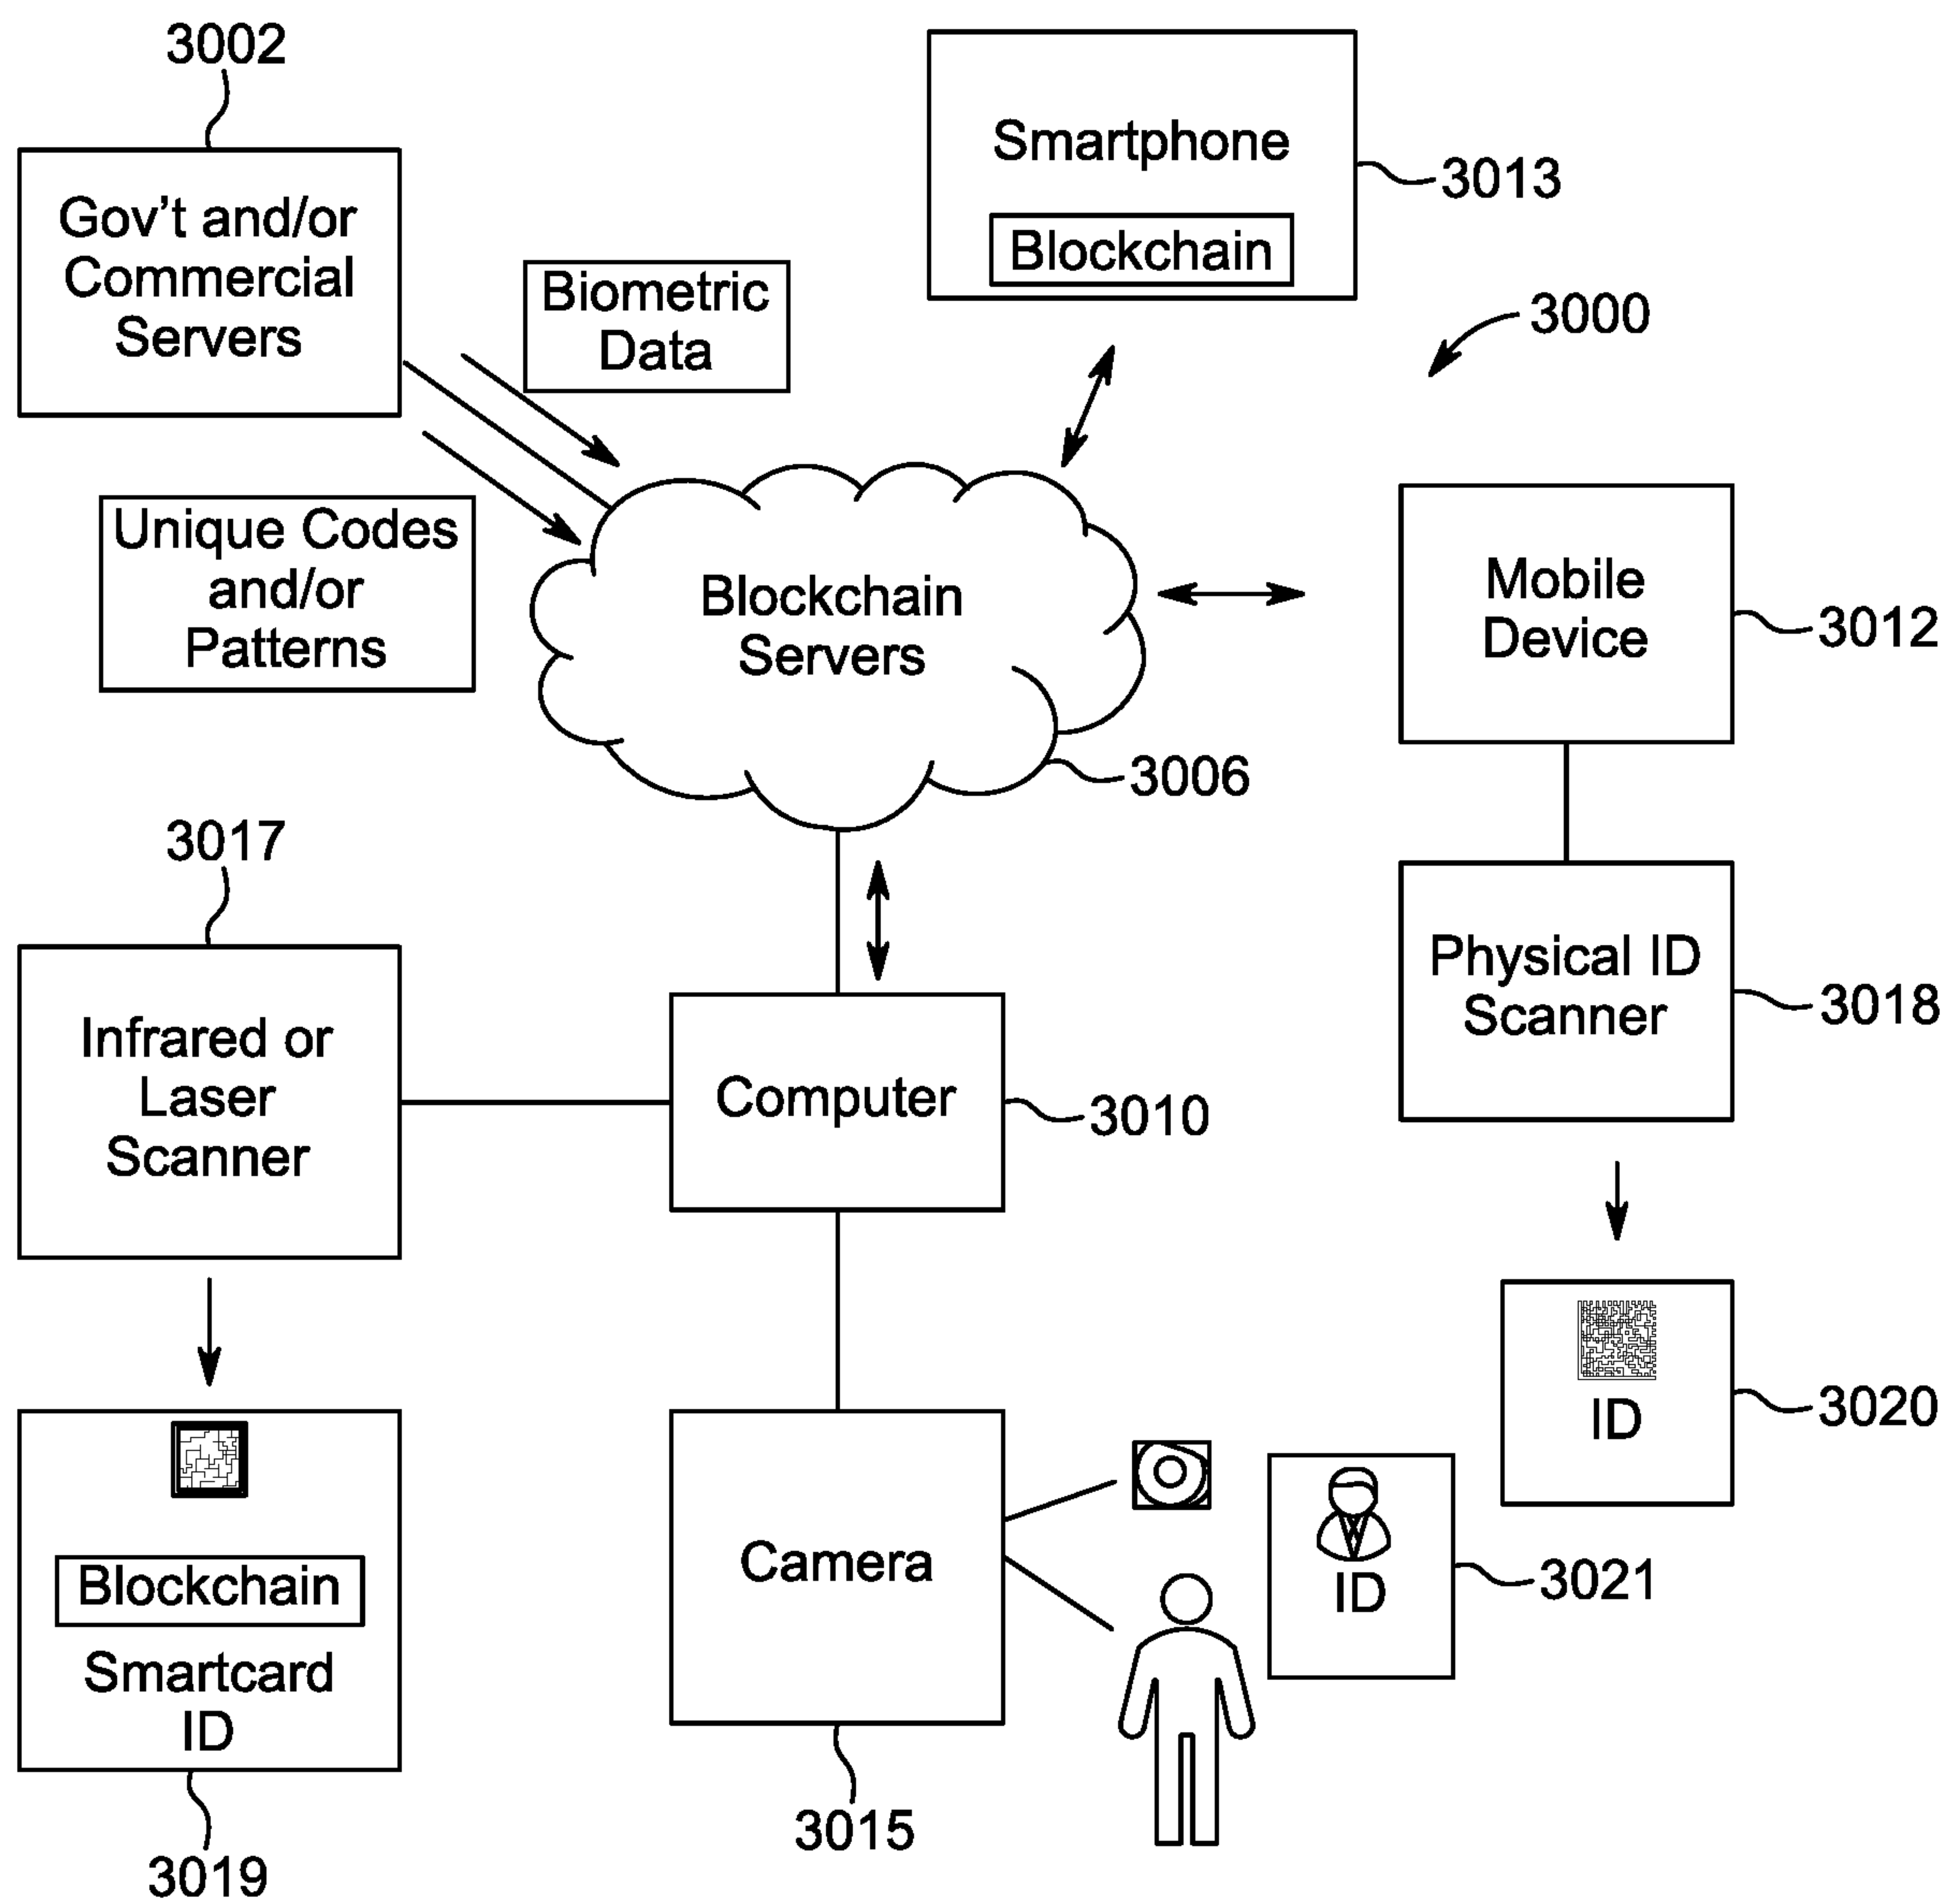 3002
Gov't and/or
Commercial
Servers
Biometric
Data
Smartphone
Blockchain
3013
3000
Unique Codes
and/or
Patterns
Blockchain
Servers
3006
Mobile
Device
3012
3017
Infrared or
Laser
Scanner
Computer
3010
Physical ID
Scanner
3018
ID
3020
Blockchain
Smartcard
ID
3019
Camera
3015
ID
3021